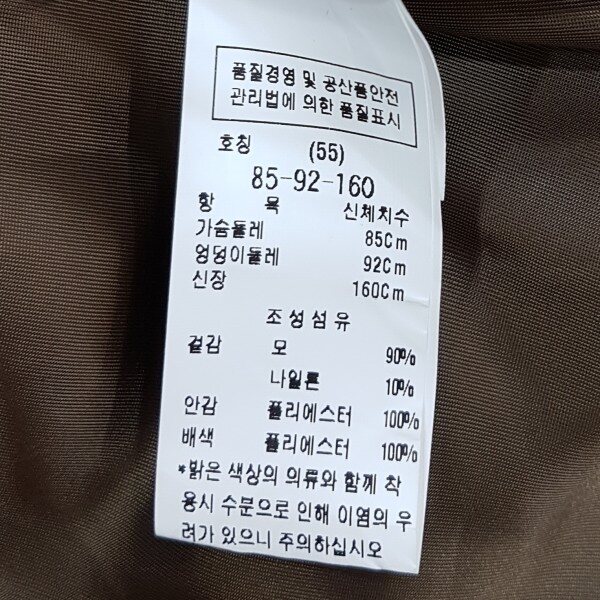 품질경영 및 공산품안전
관리법에 의한 품질표시
호칭 (55)
85-92-160
항 목 신체치수
가슴둘레 85Cm
엉덩이둘레 92Cm
신장 160Cm
조성섬유
겉감 모 90%
나일론 10%
안감 폴리에스터 100%
배색 폴리에스터 100%
*밝은 색상의 의류와 함께 착
용시 수분으로 인해 이염의 우
려가 있으니 주의하십시오